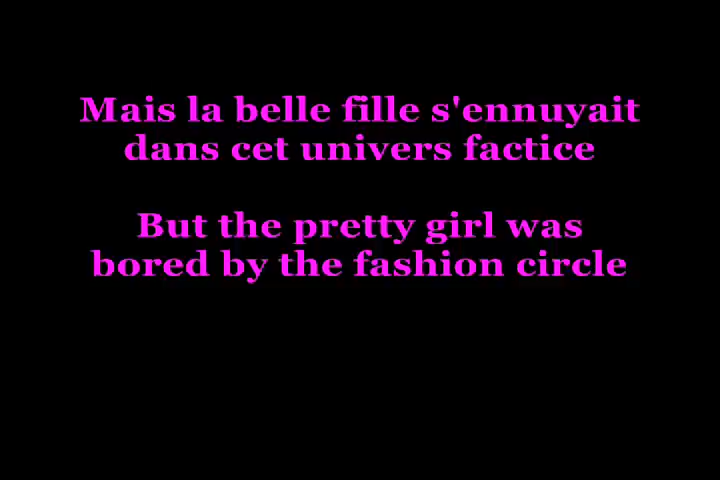 Mais la belle fille s'ennuyait
dans cet univers factice
But the pretty girl was
bored by the fashion circle